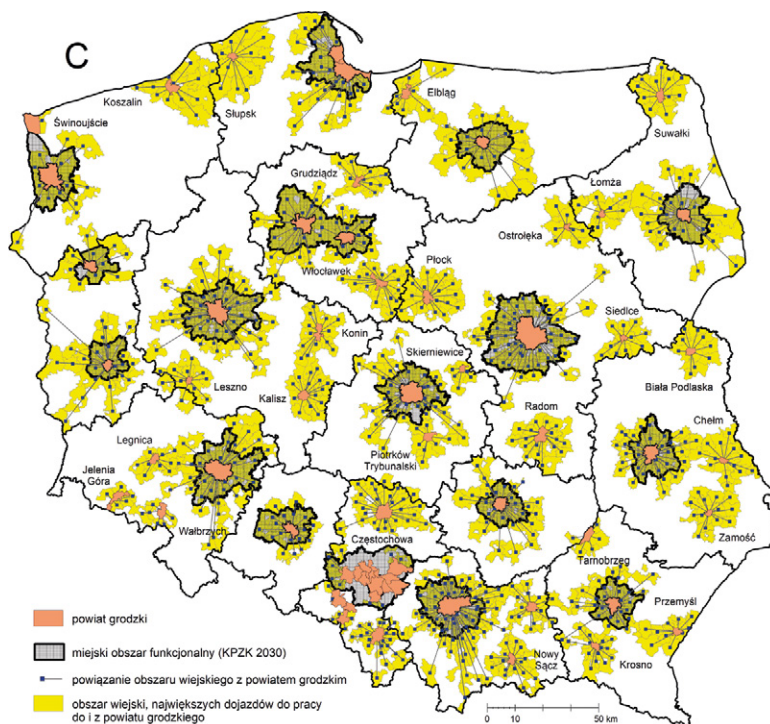 C
Koszalin
Słupsk
Elbląg
Suwałki
Świnoujście
Grudziądz
Łomża
Ostrołęka
Włocławek
Płock
Siedlce
Konin
Skierniewice
Biała Podlaska
Leszno
Kalisz
Radom
Chełm
Legnica
Piotrków
Trybunalski
Jelenia
Góra
Wałbrzych
Częstochowa
Zamość
Tarnobrzeg
Przemyśl
Nowy
Sącz
Krosno
powiat grodzki
miejski obszar funkcjonalny (KPZK 2030)
powiązanie obszaru wiejskiego z powiatem grodzkim
obszar wiejski, największych dojazdów do pracy
do i z powiatu grodzkiego
0 50 km